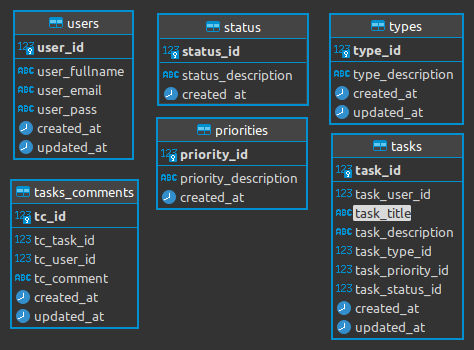 users
123 user_id
ABC user_fullname
ABC user_email
ABC user_pass
created_at
updated_at
status
123 status_id
ABC status_description
created_at
types
123 type_id
ABC type_description
created_at
updated_at
priorities
123 priority_id
ABC priority_description
created_at
tasks
123 task_id
123 task_user_id
ABC task_title
ABC task_description
123 task_type_id
123 task_priority_id
123 task_status_id
created_at
updated_at
tasks_comments
123 tc_id
123 tc_task_id
123 tc_user_id
ABC tc_comment
created_at
updated_at